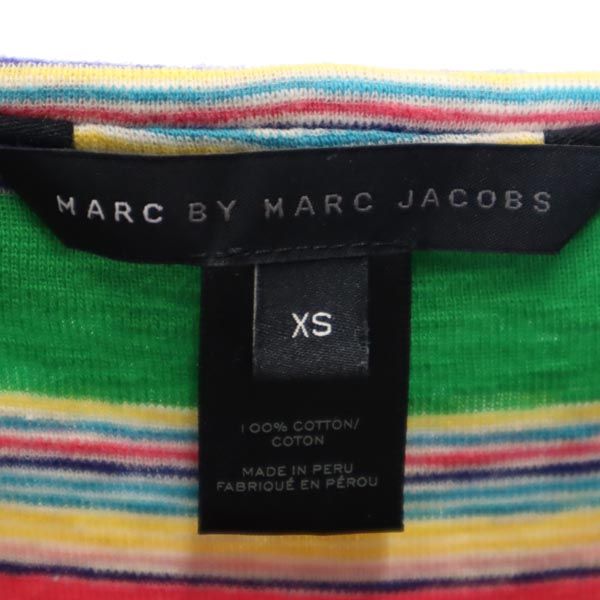 MARC BY MARC JACOBS
XS
100% COTTON/
COTON
MADE IN PERU
FABRIQUÉ EN PÉROU